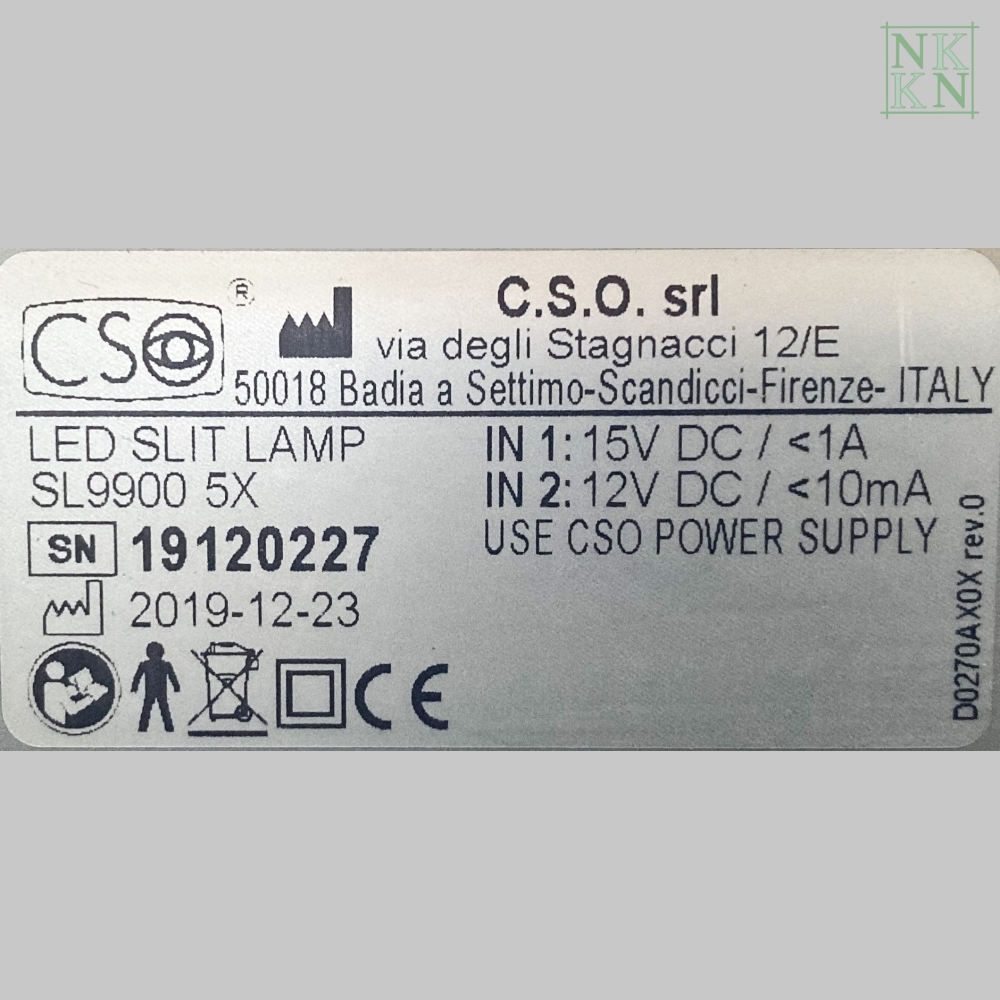 NK
KN
CSO ®
C.S.O. srl
via degli Stagnacci 12/E
50018 Badia a Settimo-Scandicci-Firenze- ITALY
LED SLIT LAMP
SL9900 5X
SN 19120227
2019-12-23
IN 1: 15V DC / <1A
IN 2: 12V DC / <10mA
USE CSO POWER SUPPLY
CE
D0270AX0X rev.0